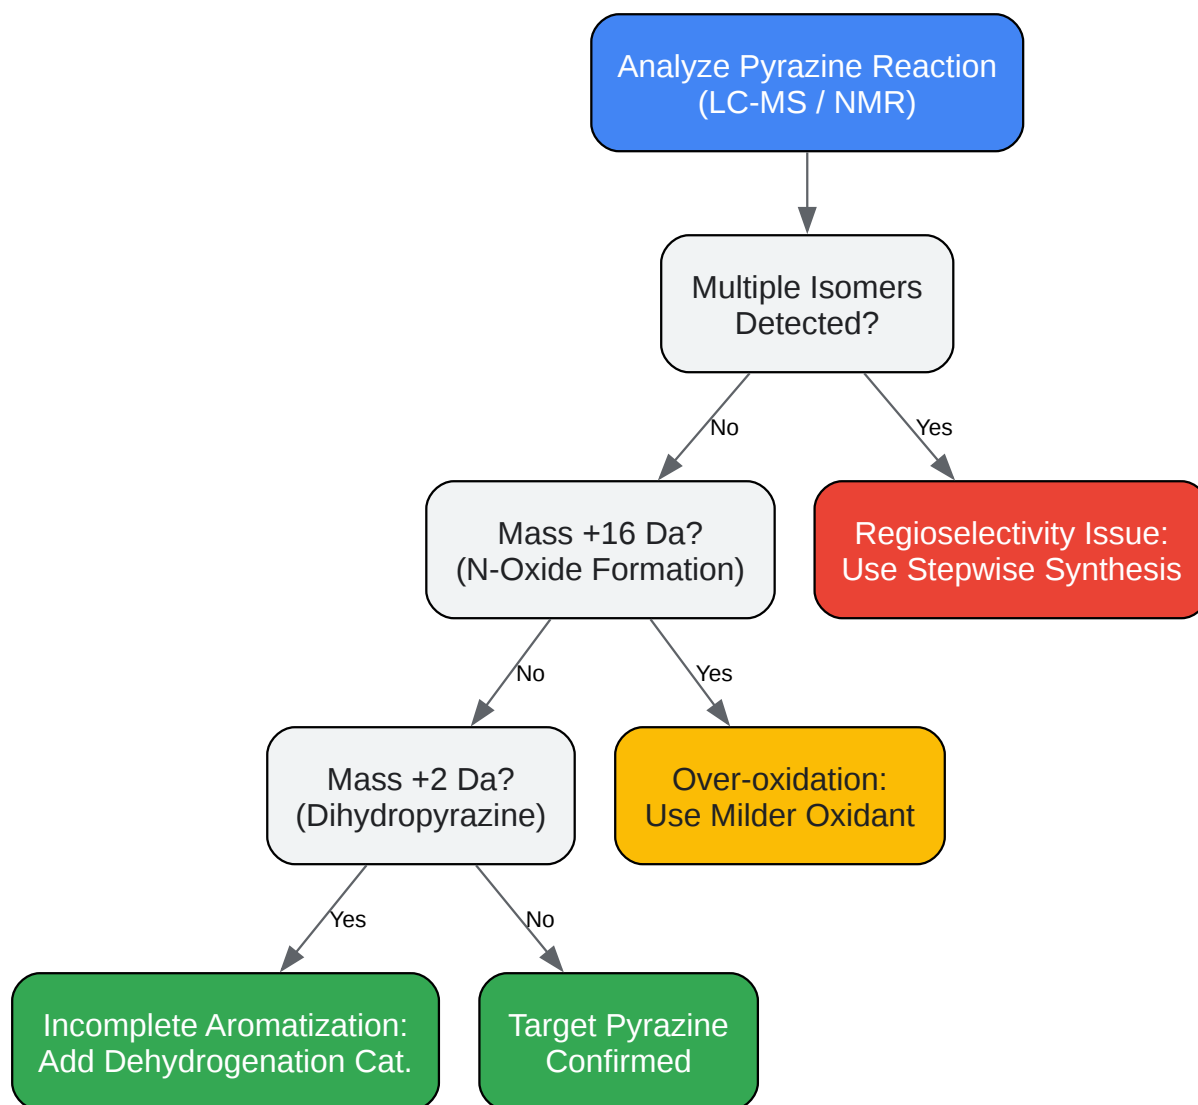 Analyze Pyrazine Reaction
(LC-MS / NMR)
Multiple Isomers
Detected?
No
Yes
Mass +16 Da?
(N-Oxide Formation)
Regioselectivity Issue:
Use Stepwise Synthesis
No
Yes
Mass +2 Da?
(Dihydropyrazine)
Over-oxidation:
Use Milder Oxidant
Yes
No
Incomplete Aromatization:
Add Dehydrogenation Cat.
Target Pyrazine
Confirmed